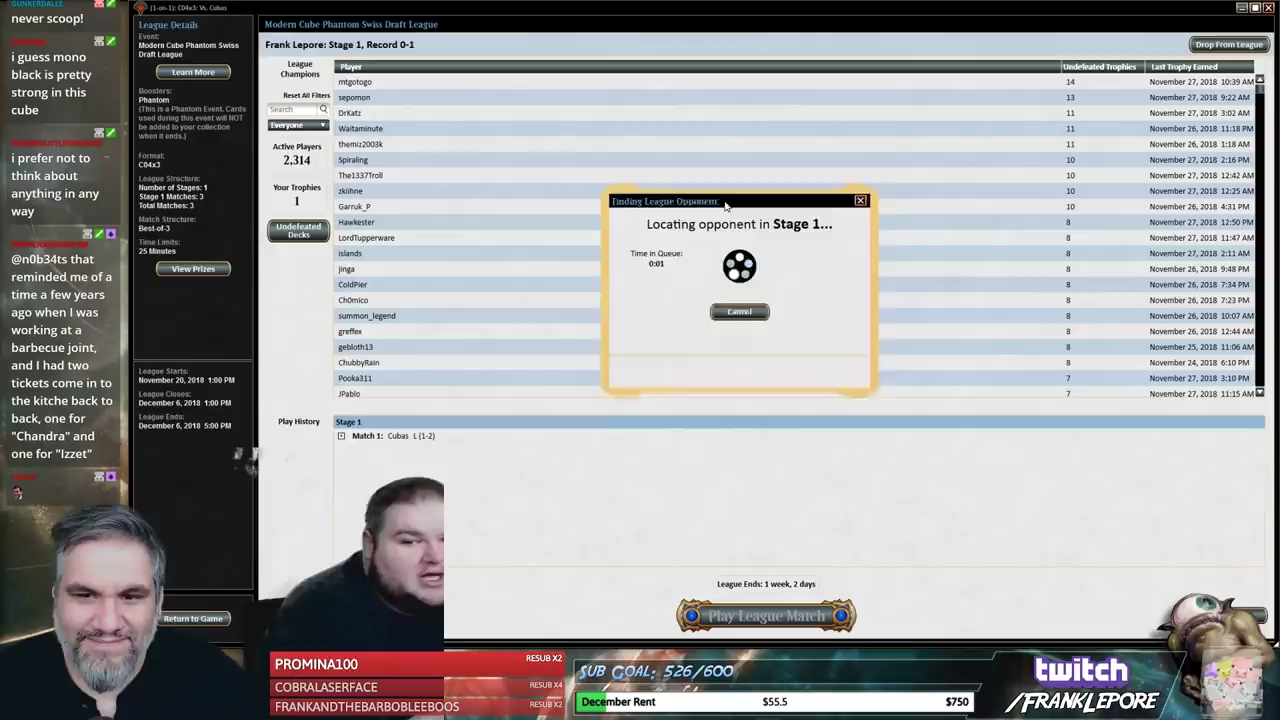 GUNKERDALLE
never scoop!
i guess mono
black is pretty
strong in this
cube
i prefer not to
think about
anything in any
way
@n0b34ts that
reminded me of a
time a few years
ago when I was
working at a
barbecue joint,
and I had two
tickets come to
the kitche back to
back, one for
"Chandra" and
one for "Izzet"
(1-on-1): C04x3: Vs. Cubas
League Details
Event:
Modern Cube Phantom Swiss
Draft League
Learn More
Boosters:
Phantom
(This is a Phantom Event. Cards
used during this event will NOT
be added to your collection
when it ends.)
Format:
C04x3
League Structure:
Number of Stages: 1
Stage 1 Matches: 3
Total Matches: 3
Match Structure:
Best-of-3
Time Limits:
25 Minutes
View Prizes
League Starts:
November 20, 2018 1:00 PM
League Closes:
December 6, 2018 1:00 PM
League Ends:
December 6, 2018 5:00 PM
Return to Game
Modern Cube Phantom Swiss Draft League
Frank Lepore: Stage 1, Record 0-1
Drop From League
League
Champions
Reset All Filters
Search
Everyone
Active Players
2,314
Your Trophies
1
Undefeated
Decks
Player Undefeated Trophies Last Trophy Earned
mtgotogo 14 November 27, 2018 10:39 AM
sepomon 13 November 27, 2018 9:22 AM
DrKatz 11 November 27, 2018 3:02 AM
Waitaminute 11 November 26, 2018 11:18 PM
themiz2003k 11 November 26, 2018 1:18 AM
Spiraling 10 November 27, 2018 2:16 PM
The1337Troll 10 November 27, 2018 12:42 AM
zkiihne 10 November 27, 2018 12:25 AM
Garruk_P 10 November 26, 2018 4:31 PM
Hawkester 8 November 27, 2018 12:50 PM
LordTupperware 8 November 27, 2018 11:47 AM
islands 8 November 27, 2018 2:11 AM
jinga 8 November 26, 2018 9:48 PM
ColdPier 8 November 26, 2018 7:34 PM
Ch0mico 8 November 26, 2018 7:23 PM
summon_legend 8 November 26, 2018 10:07 AM
greffex 8 November 26, 2018 12:44 AM
gebloth13 8 November 25, 2018 11:06 AM
ChubbyRain 8 November 24, 2018 6:10 PM
Pooka311 7 November 27, 2018 3:10 PM
JPablo 7 November 27, 2018 11:15 AM
Finding League Opponent
Locating opponent in Stage 1...
Time in Queue:
0:01
Cancel
Play History
Stage 1
Match 1: Cubas L (1-2)
League Ends: 1 week, 2 days
Play League Match
PROMINA100 RESUB X2
COBRALASERFACE RESUB X4
FRANKANDTHEBARBOBLEEBOOS RESUB X2
SUB GOAL: 526/600
December Rent $55.5 $750
twitch
/FRANKLEPORE